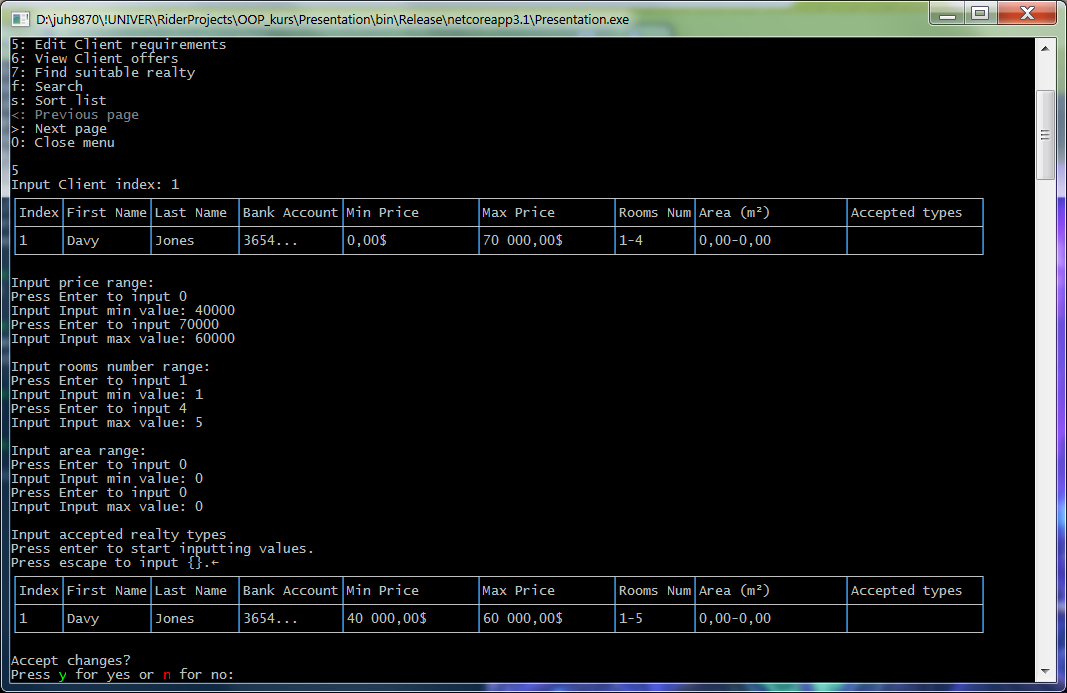 D:\juh9870\!UNIVER\RiderProjects\OOP_kurs\Presentation\bin\Release\netcoreapp3.1\Presentation.exe
5: Edit Client requirements
6: View Client offers
7: Find suitable realty
f: Search
s: Sort list
<: Previous page
>: Next page
0: Close menu
5
Input Client index: 1
Index First Name Last Name Bank Account Min Price Max Price Rooms Num Area (m²) Accepted types
1 Davy Jones 3654... 0,00$ 70 000,00$ 1-4 0,00-0,00
Input price range:
Press Enter to input 0
Input Input min value: 40000
Press Enter to input 70000
Input Input max value: 60000
Input rooms number range:
Press Enter to input 1
Input Input min value: 1
Press Enter to input 4
Input Input max value: 5
Input area range:
Press Enter to input 0
Input Input min value: 0
Press Enter to input 0
Input Input max value: 0
Input accepted realty types
Press enter to start inputting values.
Press escape to input {}.←
Index First Name Last Name Bank Account Min Price Max Price Rooms Num Area (m²) Accepted types
1 Davy Jones 3654... 40 000,00$ 60 000,00$ 1-5 0,00-0,00
Accept changes?
Press y for yes or n for no: